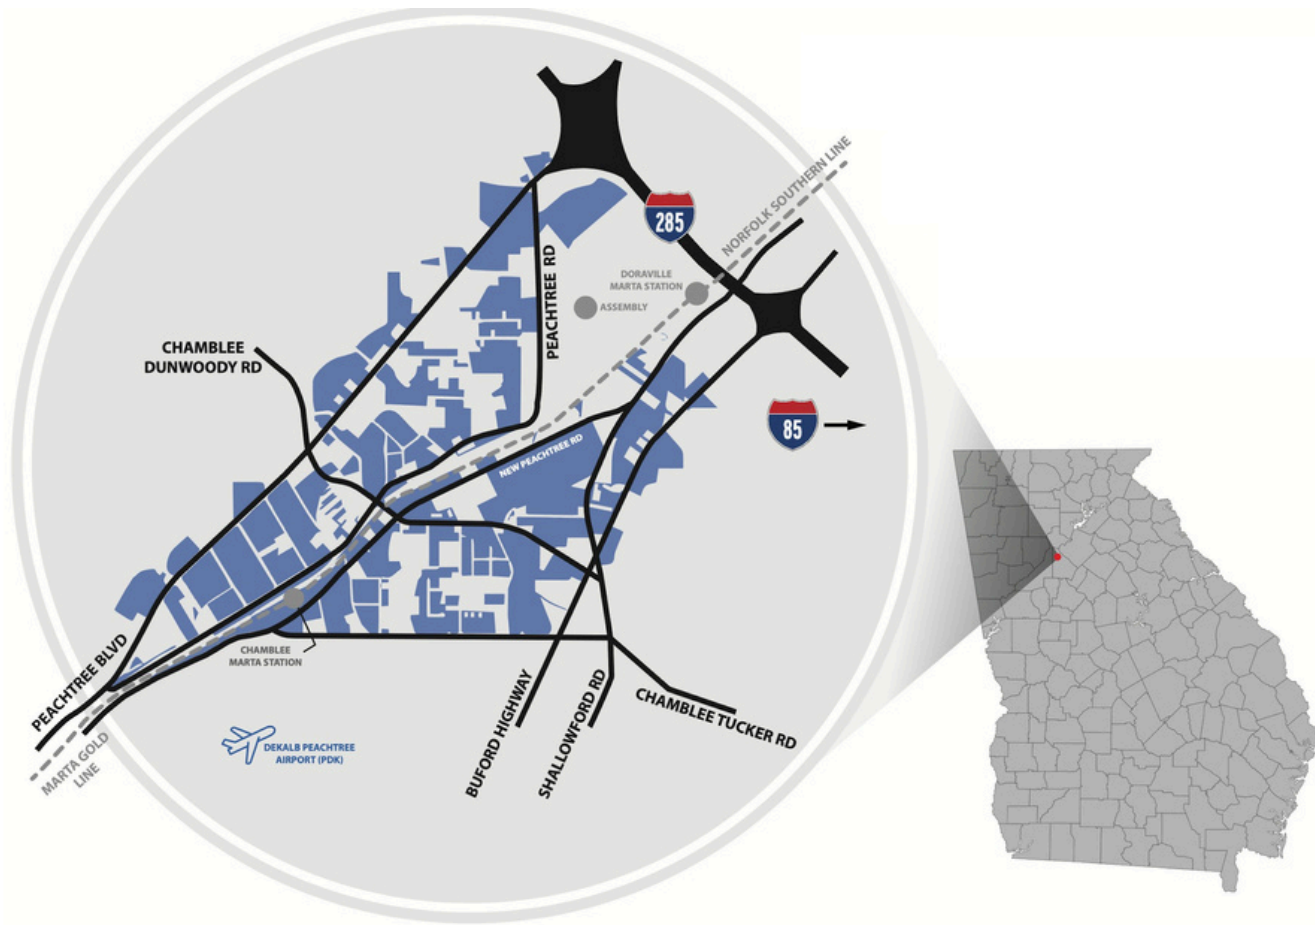 285
NORFOLK SOUTHERN LINE
PEACHTREE RD
DORAVILLE
MARTA STATION
ASSEMBLY
CHAMBLEE
DUNWOODY RD
85
NEW PEACHTREE RD
CHAMBLEE
MARTA STATION
PEACHTREE BLVD
MARTA GOLD
LINE
DEKALB PEACHTREE
AIRPORT (PDK)
BUFORD HIGHWAY
SHALLOWFORD RD
CHAMBLEE TUCKER RD